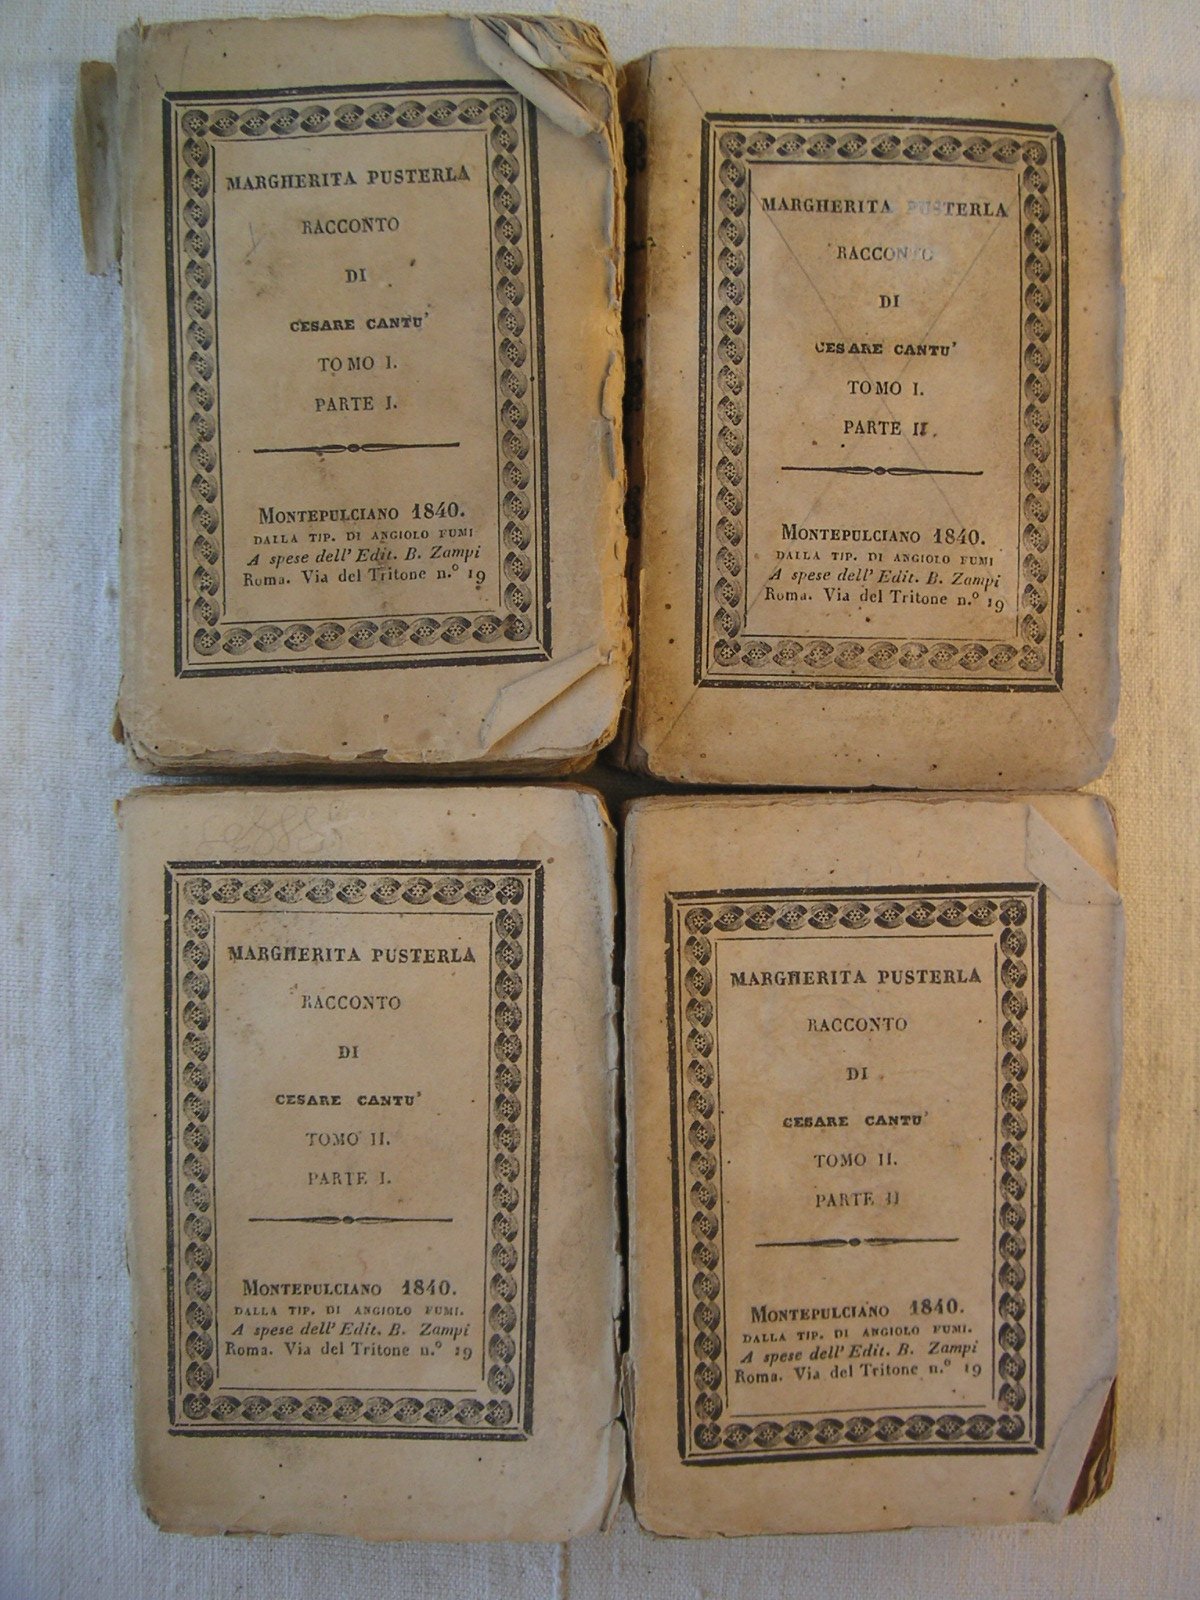 MARGHERITA PUSTERLA
RACCONTO
DI
CESARE CANTU'
TOMO I.
PARTE I.
MONTEPULCIANO 1840.
DALLA TIP. DI ANGIOLO FUMI
A spese dell' Edit. B. Zampi
Roma. Via del Tritone n.º 19
MARGHERITA PUSTERLA
RACCONTO
DI
CESARE CANTU'
TOMO I.
PARTE II.
MONTEPULCIANO 1840.
DALLA TIP. DI ANGIOLO FUMI
A spese dell' Edit. B. Zampi
Roma. Via del Tritone n.º 19
MARGHERITA PUSTERLA
RACCONTO
DI
CESARE CANTU'
TOMO II.
PARTE I.
MONTEPULCIANO 1840.
DALLA TIP. DI ANGIOLO FUMI.
A spese dell' Edit. B. Zampi
Roma. Via del Tritone n.º 19
MARGHERITA PUSTERLA
RACCONTO
DI
CESARE CANTU'
TOMO II.
PARTE II
MONTEPULCIANO 1840.
DALLA TIP. DI ANGIOLO FUMI.
A spese dell' Edit. B. Zampi
Roma. Via del Tritone n.º 19